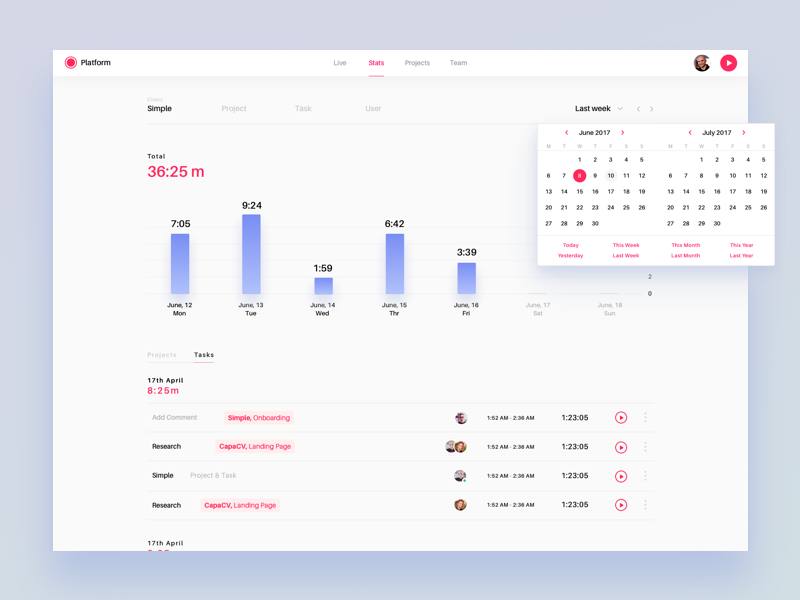 Platform
Live Stats Projects Team
Simple Project Task User Last week
June 2017 July 2017
M T W T F S S M T W T F S S
1 2 3 4 5 1 2 3 4 5
6 7 8 9 10 11 12 6 7 8 9 10 11 12
13 14 15 16 17 18 19 13 14 15 16 17 18 19
20 21 22 23 24 25 26 20 21 22 23 24 25 26
27 28 29 30 27 28 29 30
Today This Week This Month This Year
Yesterday Last Week Last Month Last Year
Total
36:25 m
7:05 9:24 1:59 6:42 3:39
2
0
June, 12 June, 13 June, 14 June, 15 June, 16 June, 17 June, 18
Mon Tue Wed Thr Fri Sat Sun
Projects Tasks
17th April
8:25m
Add Comment Simple, Onboarding 1:52 AM - 2:36 AM 1:23:05
Research CapaCV, Landing Page 1:52 AM - 2:36 AM 1:23:05
Simple Project & Task 1:52 AM - 2:36 AM 1:23:05
Research CapaCV, Landing Page 1:52 AM - 2:36 AM 1:23:05
17th April